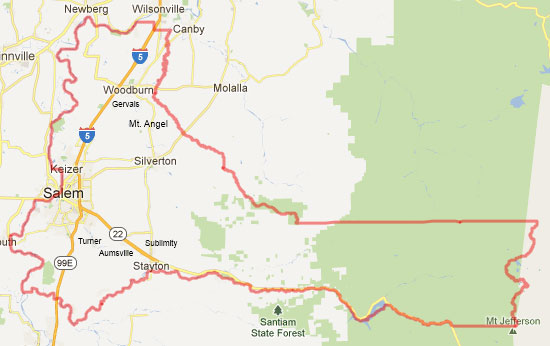 Newberg
Wilsonville
Canby
nnville
5
Woodburn
Molalla
Gervais
Mt. Angel
5
Silverton
Keizer
Salem
22
Turner
Sublimity
outh
Aumsville
99E
Stayton
Santiam
State Forest
Mt Jefferson